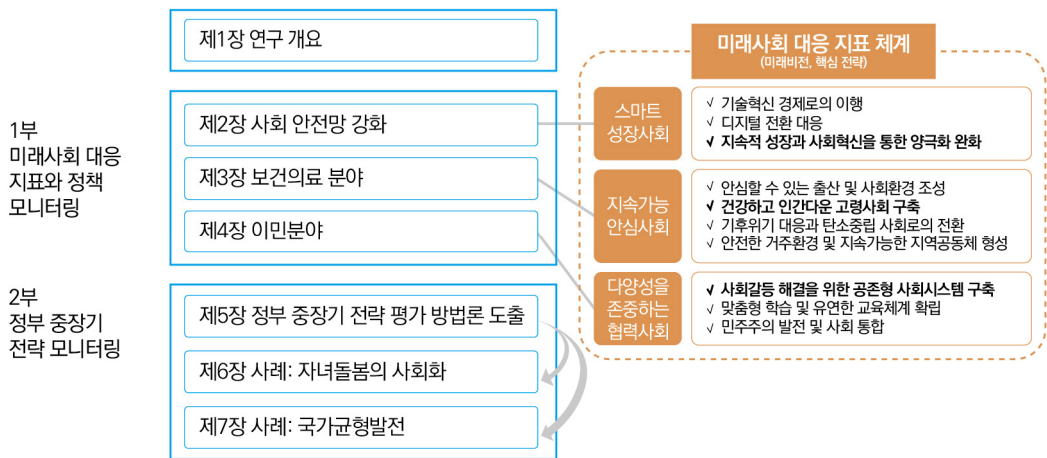 제1장 연구 개요
1부
미래사회 대응
지표와 정책
모니터링
제2장 사회 안전망 강화
제3장 보건의료 분야
제4장 이민분야
2부
정부 중장기
전략 모니터링
제5장 정부 중장기 전략 평가 방법론 도출
제6장 사례: 자녀돌봄의 사회화
제7장 사례: 국가균형발전
미래사회 대응 지표 체계
(미래비전, 핵심 전략)
스마트
성장사회
√ 기술혁신 경제로의 이행
√ 디지털 전환 대응
√ 지속적 성장과 사회혁신을 통한 양극화 완화
지속가능
안심사회
√ 안심할 수 있는 출산 및 사회환경 조성
√ 건강하고 인간다운 고령사회 구축
√ 기후위기 대응과 탄소중립 사회로의 전환
√ 안전한 거주환경 및 지속가능한 지역공동체 형성
다양성을
존중하는
협력사회
√ 사회갈등 해결을 위한 공존형 사회시스템 구축
√ 맞춤형 학습 및 유연한 교육체계 확립
√ 민주주의 발전 및 사회 통합